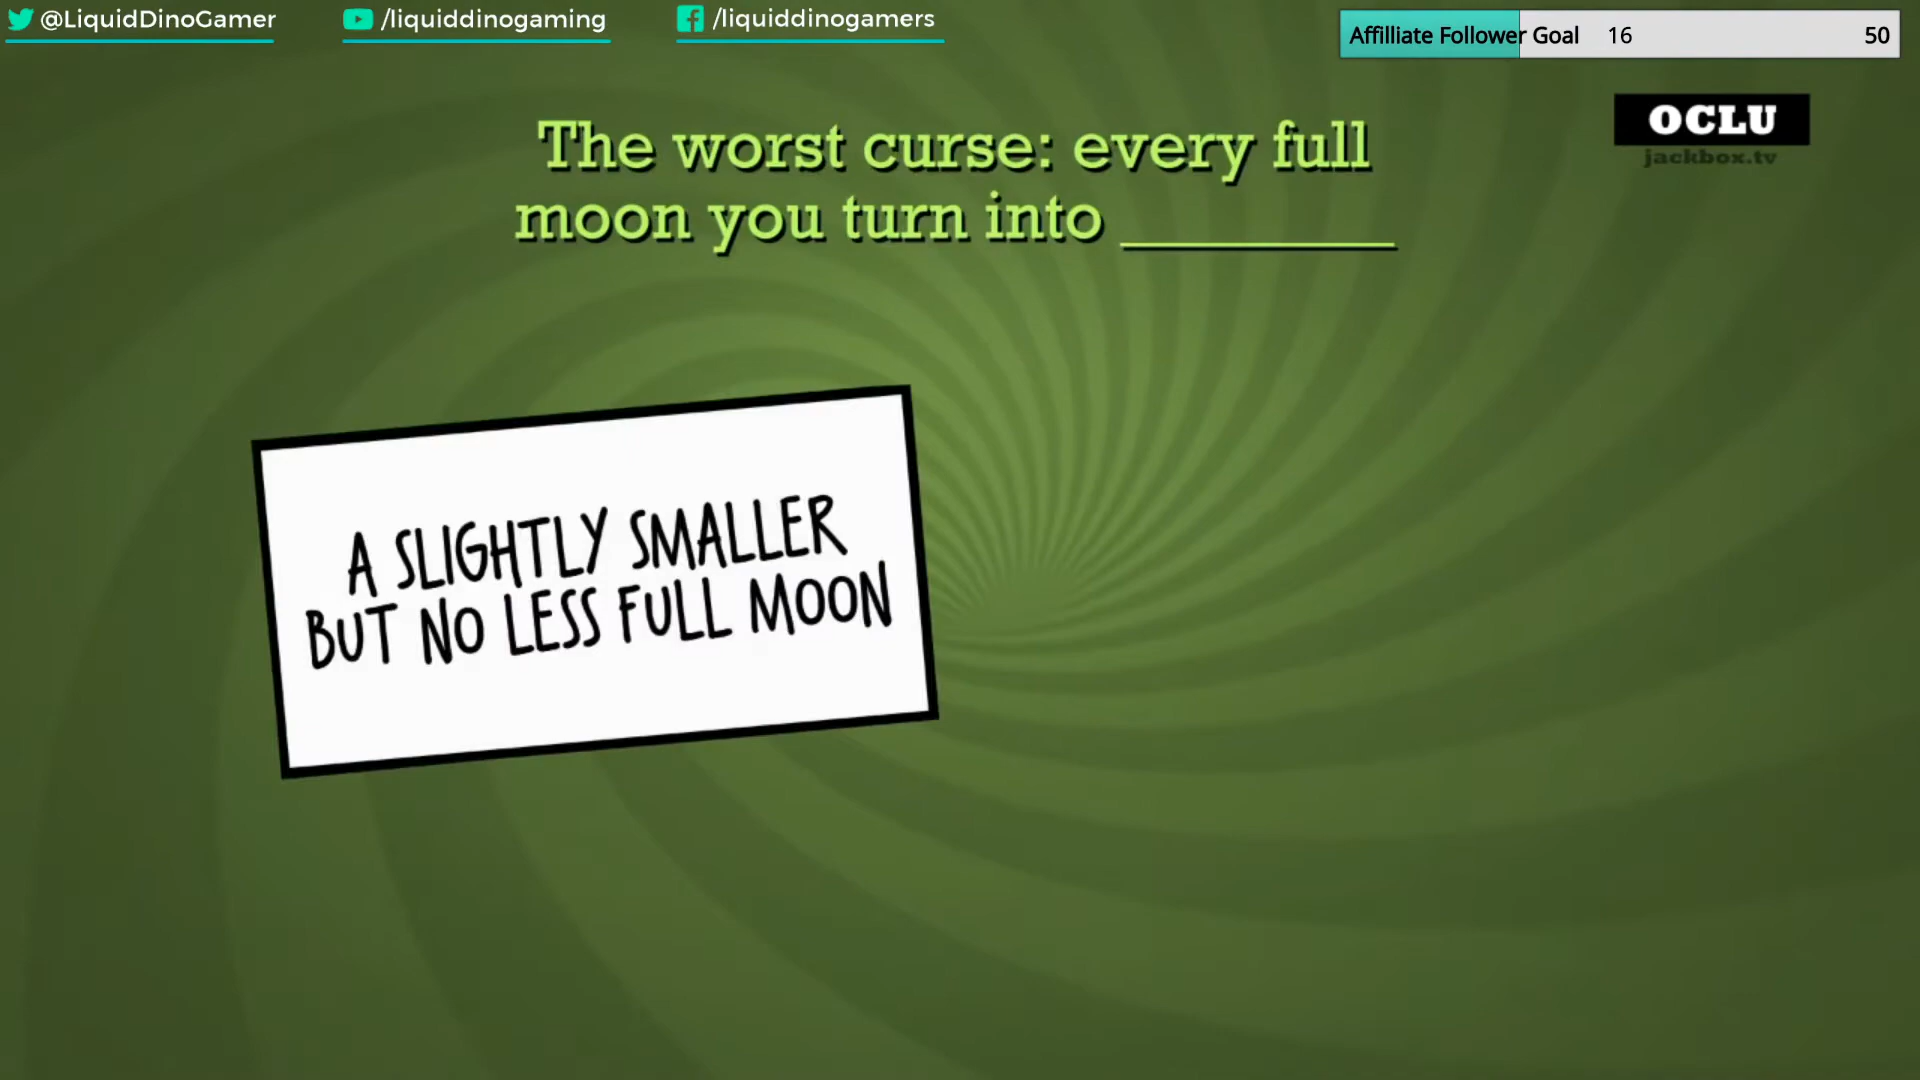 @LiquidDinoGamer /liquiddinogaming /liquiddinogamers
Affilliate Follower Goal 16 50
OCLU
jackbox.tv
The worst curse: every full
moon you turn into __________
A SLIGHTLY SMALLER
BUT NO LESS FULL MOON